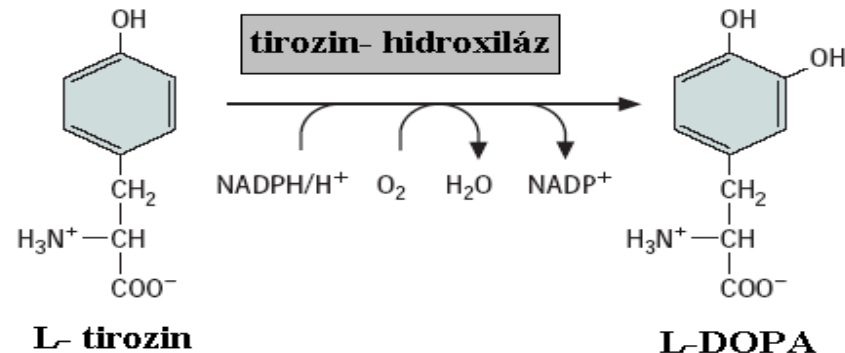 OH
tirozin- hidroxiláz
OH
OH
NADPH/H⁺ O₂ H₂O NADP⁺
CH₂
H₃N⁺—CH
COO⁻
CH₂
H₃N⁺—CH
COO⁻
L- tirozin
L-DOPA